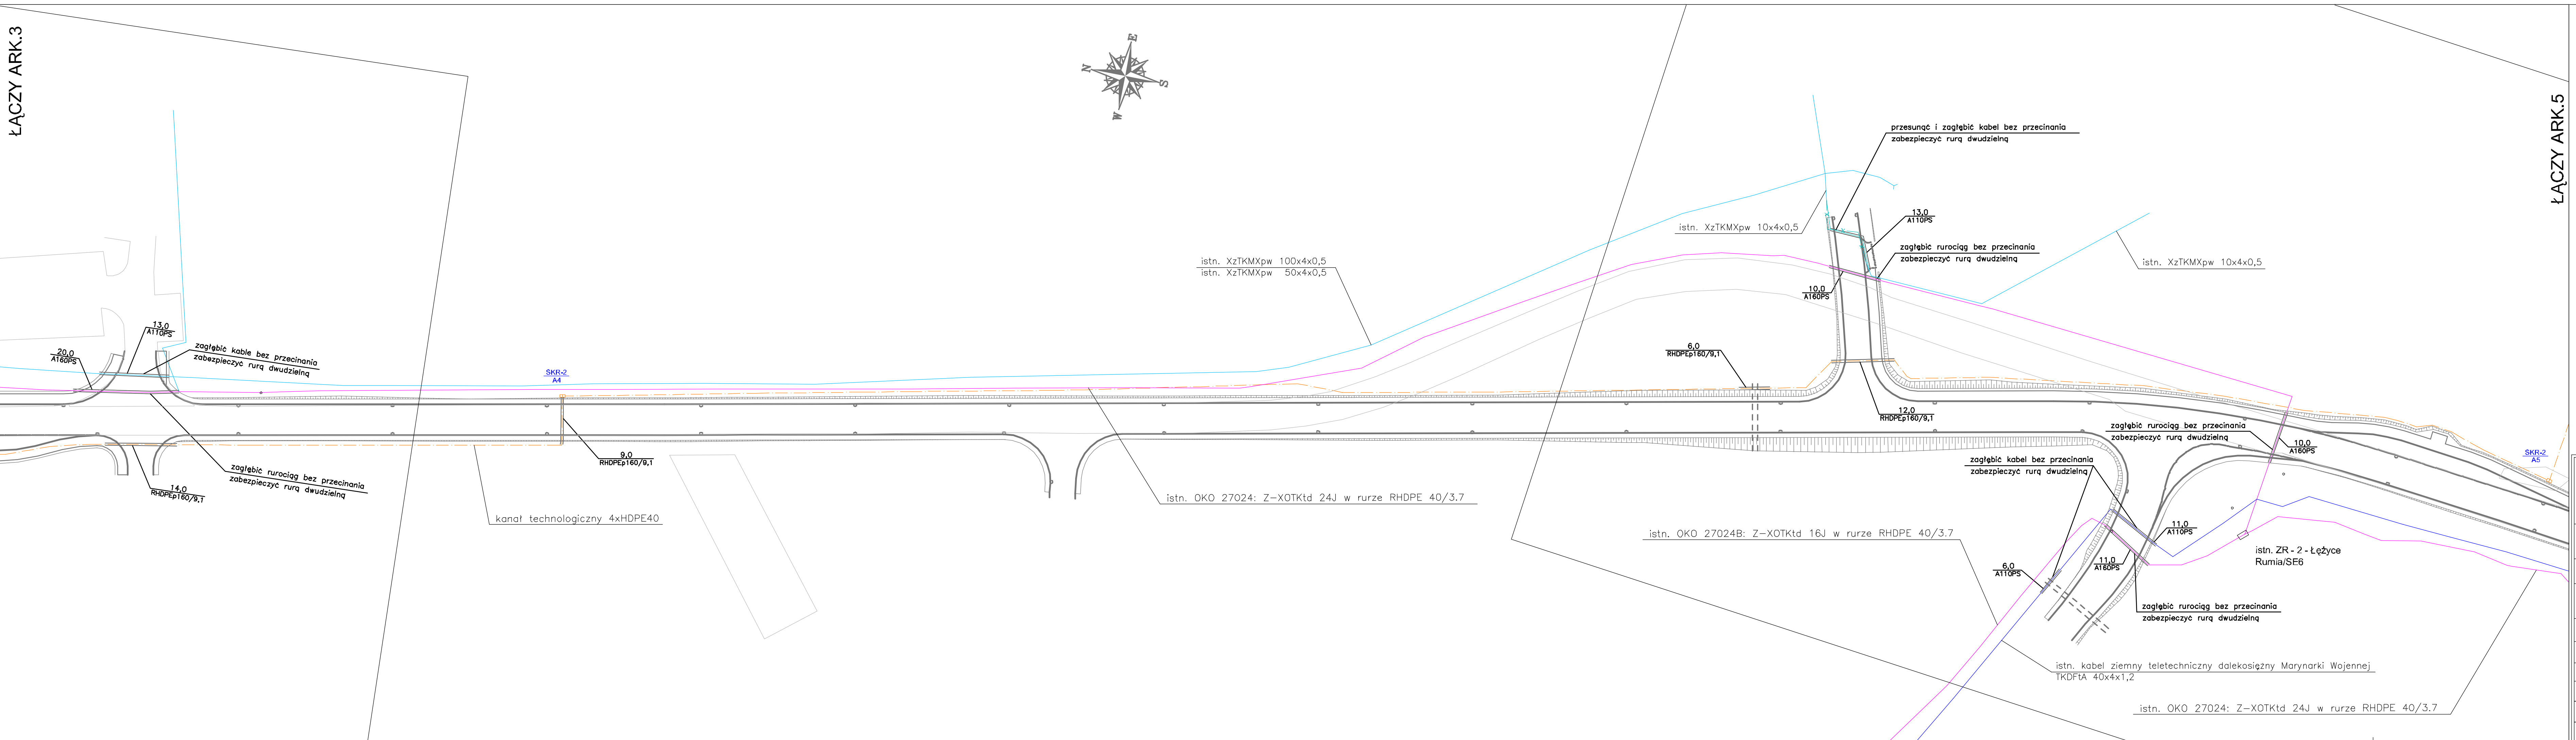 ŁĄCZY ARK.3
N
E
S
W
13,0
A110PS
20,0
A160PS
zagłębić kable bez przecinania
zabezpieczyć rurą dwudzielną
14,0
RHDPEp160/9,1
zagłębić rurociąg bez przecinania
zabezpieczyć rurą dwudzielną
SKR-2
A4
9,0
RHDPEp160/9,1
kanał technologiczny 4xHDPE40
istn. XzTKMXpw 100x4x0,5
istn. XzTKMXpw 50x4x0,5
istn. OKO 27024: Z-XOTKtd 24J w rurze RHDPE 40/3.7
przesunąć i zagłębić kabel bez przecinania
zabezpieczyć rurą dwudzielną
istn. XzTKMXpw 10x4x0,5
13,0
A110PS
zagłębić rurociąg bez przecinania
zabezpieczyć rurą dwudzielną
10,0
A160PS
istn. XzTKMXpw 10x4x0,5
6,0
RHDPEp160/9,1
12,0
RHDPEp160/9,1
zagłębić rurociąg bez przecinania
zabezpieczyć rurą dwudzielną
10,0
A160PS
zagłębić kabel bez przecinania
zabezpieczyć rurą dwudzielną
SKR-2
A5
istn. OKO 27024B: Z-XOTKtd 16J w rurze RHDPE 40/3.7
11,0
A110PS
11,0
A160PS
6,0
A110PS
istn. ZR - 2 - Łężyce
Rumia/SE6
zagłębić rurociąg bez przecinania
zabezpieczyć rurą dwudzielną
istn. kabel ziemny teletechniczny dalekosiężny Marynarki Wojennej
TKDFtA 40x4x1,2
istn. OKO 27024: Z-XOTKtd 24J w rurze RHDPE 40/3.7
ŁĄCZY ARK.5